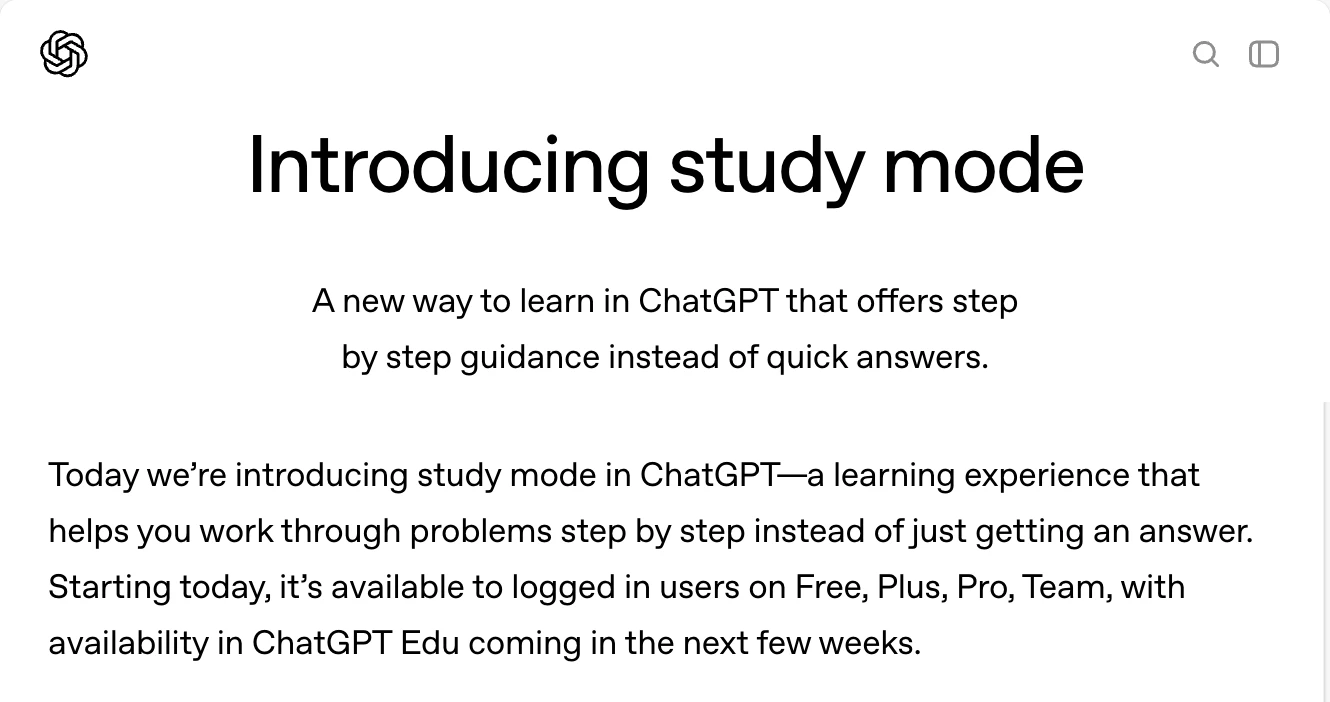 Introducing study mode
A new way to learn in ChatGPT that offers step
by step guidance instead of quick answers.
Today we’re introducing study mode in ChatGPT—a learning experience that
helps you work through problems step by step instead of just getting an answer.
Starting today, it’s available to logged in users on Free, Plus, Pro, Team, with
availability in ChatGPT Edu coming in the next few weeks.